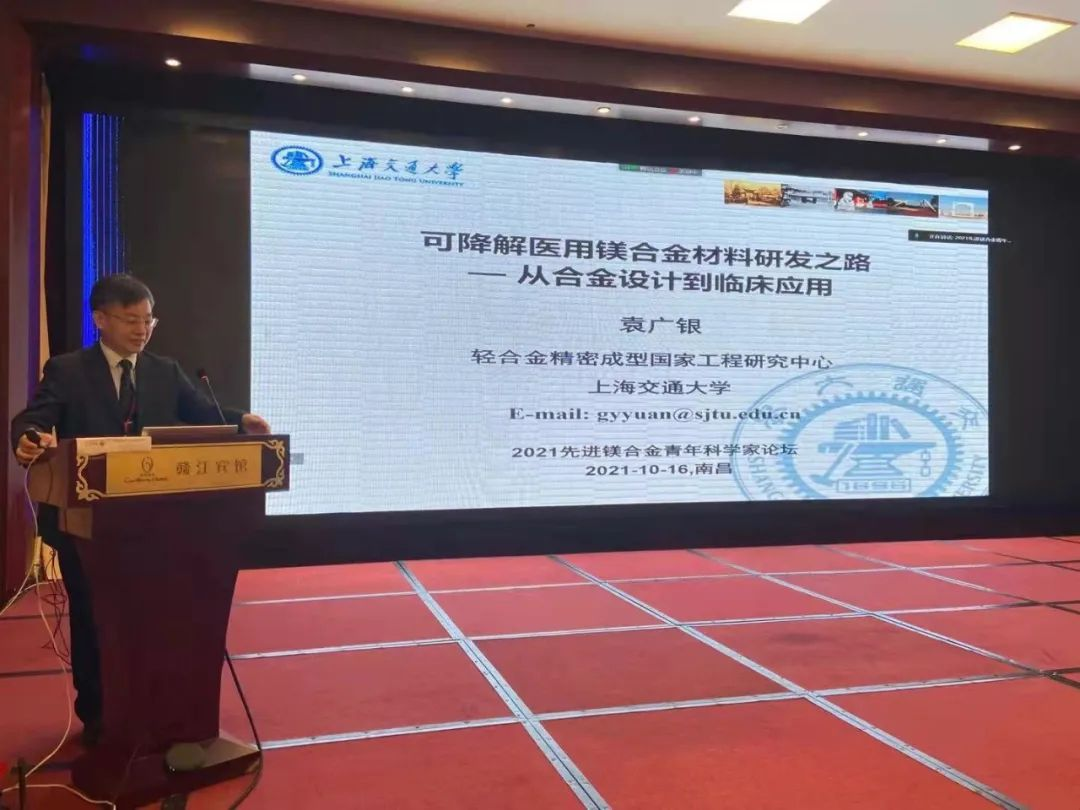 上海交通大学
SHANGHAI JIAO TONG UNIVERSITY
可降解医用镁合金材料研发之路
— 从合金设计到临床应用
袁广银
轻合金精密成型国家工程研究中心
上海交通大学
E-mail: gyyuan@sjtu.edu.cn
2021先进镁合金青年科学家论坛
2021-10-16,南昌
1896
赣江宾馆